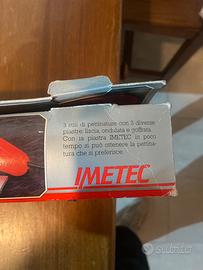 3 stili di pettinature con 3 diverse
piastre: liscia, ondulata e goffrata.
Con la piastra IMETEC in poco
tempo si può ottenere la pettina-
tura che si preferisce.
IMETEC
subito